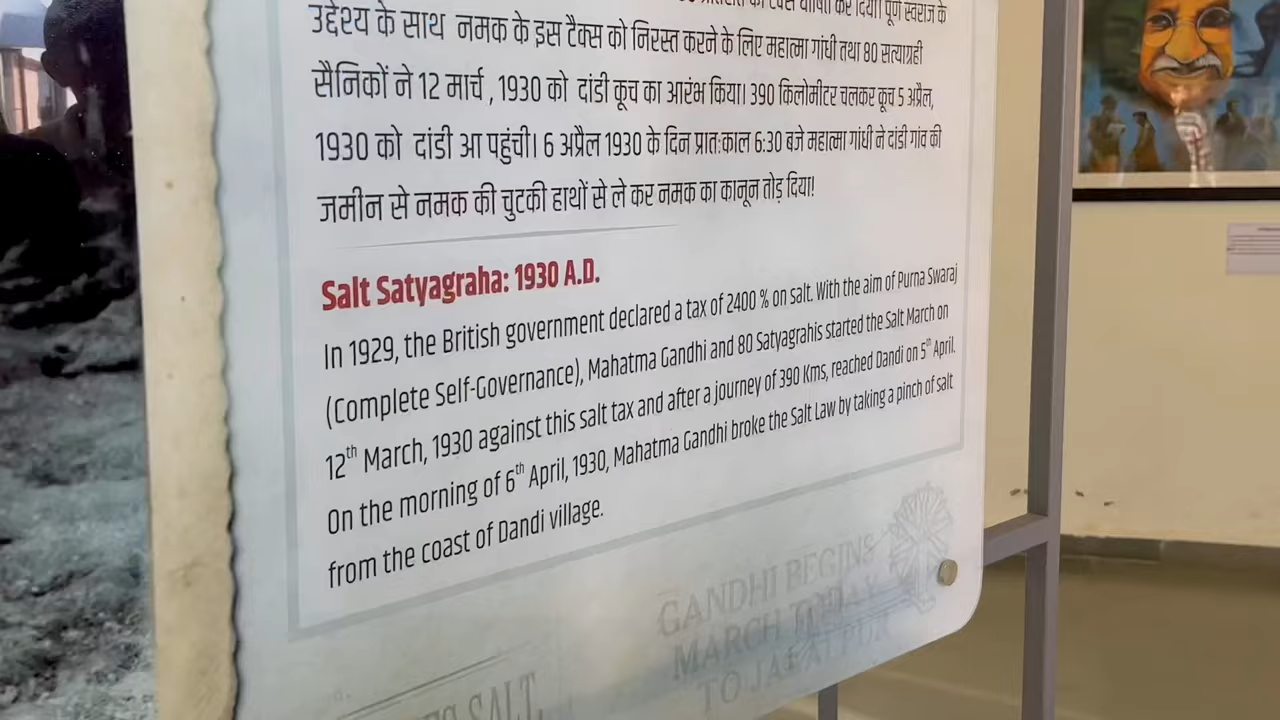 उद्देश्य के साथ नमक के इस टैक्स को निरस्त करने के लिए महात्मा गांधी तथा 80 सत्याग्रही
सैनिकों ने 12 मार्च , 1930 को दांडी कूच का आरंभ किया। 390 किलोमीटर चलकर कूच 5 अप्रैल,
1930 को दांडी आ पहुंची। 6 अप्रैल 1930 के दिन प्रात:काल 6:30 बजे महात्मा गांधी ने दांडी गांव की
जमीन से नमक की चुटकी हाथों से ले कर नमक का कानून तोड़ दिया!
Salt Satyagraha: 1930 A.D.
In 1929, the British government declared a tax of 2400 % on salt. With the aim of Purna Swaraj
(Complete Self-Governance), Mahatma Gandhi and 80 Satyagrahis started the Salt March on
12th March, 1930 against this salt tax and after a journey of 390 Kms, reached Dandi on 5th April.
On the morning of 6th April, 1930, Mahatma Gandhi broke the Salt Law by taking a pinch of salt
from the coast of Dandi village.
GANDHI BEGINS
MARCH TODAY
TO JALALPUR
SALT,